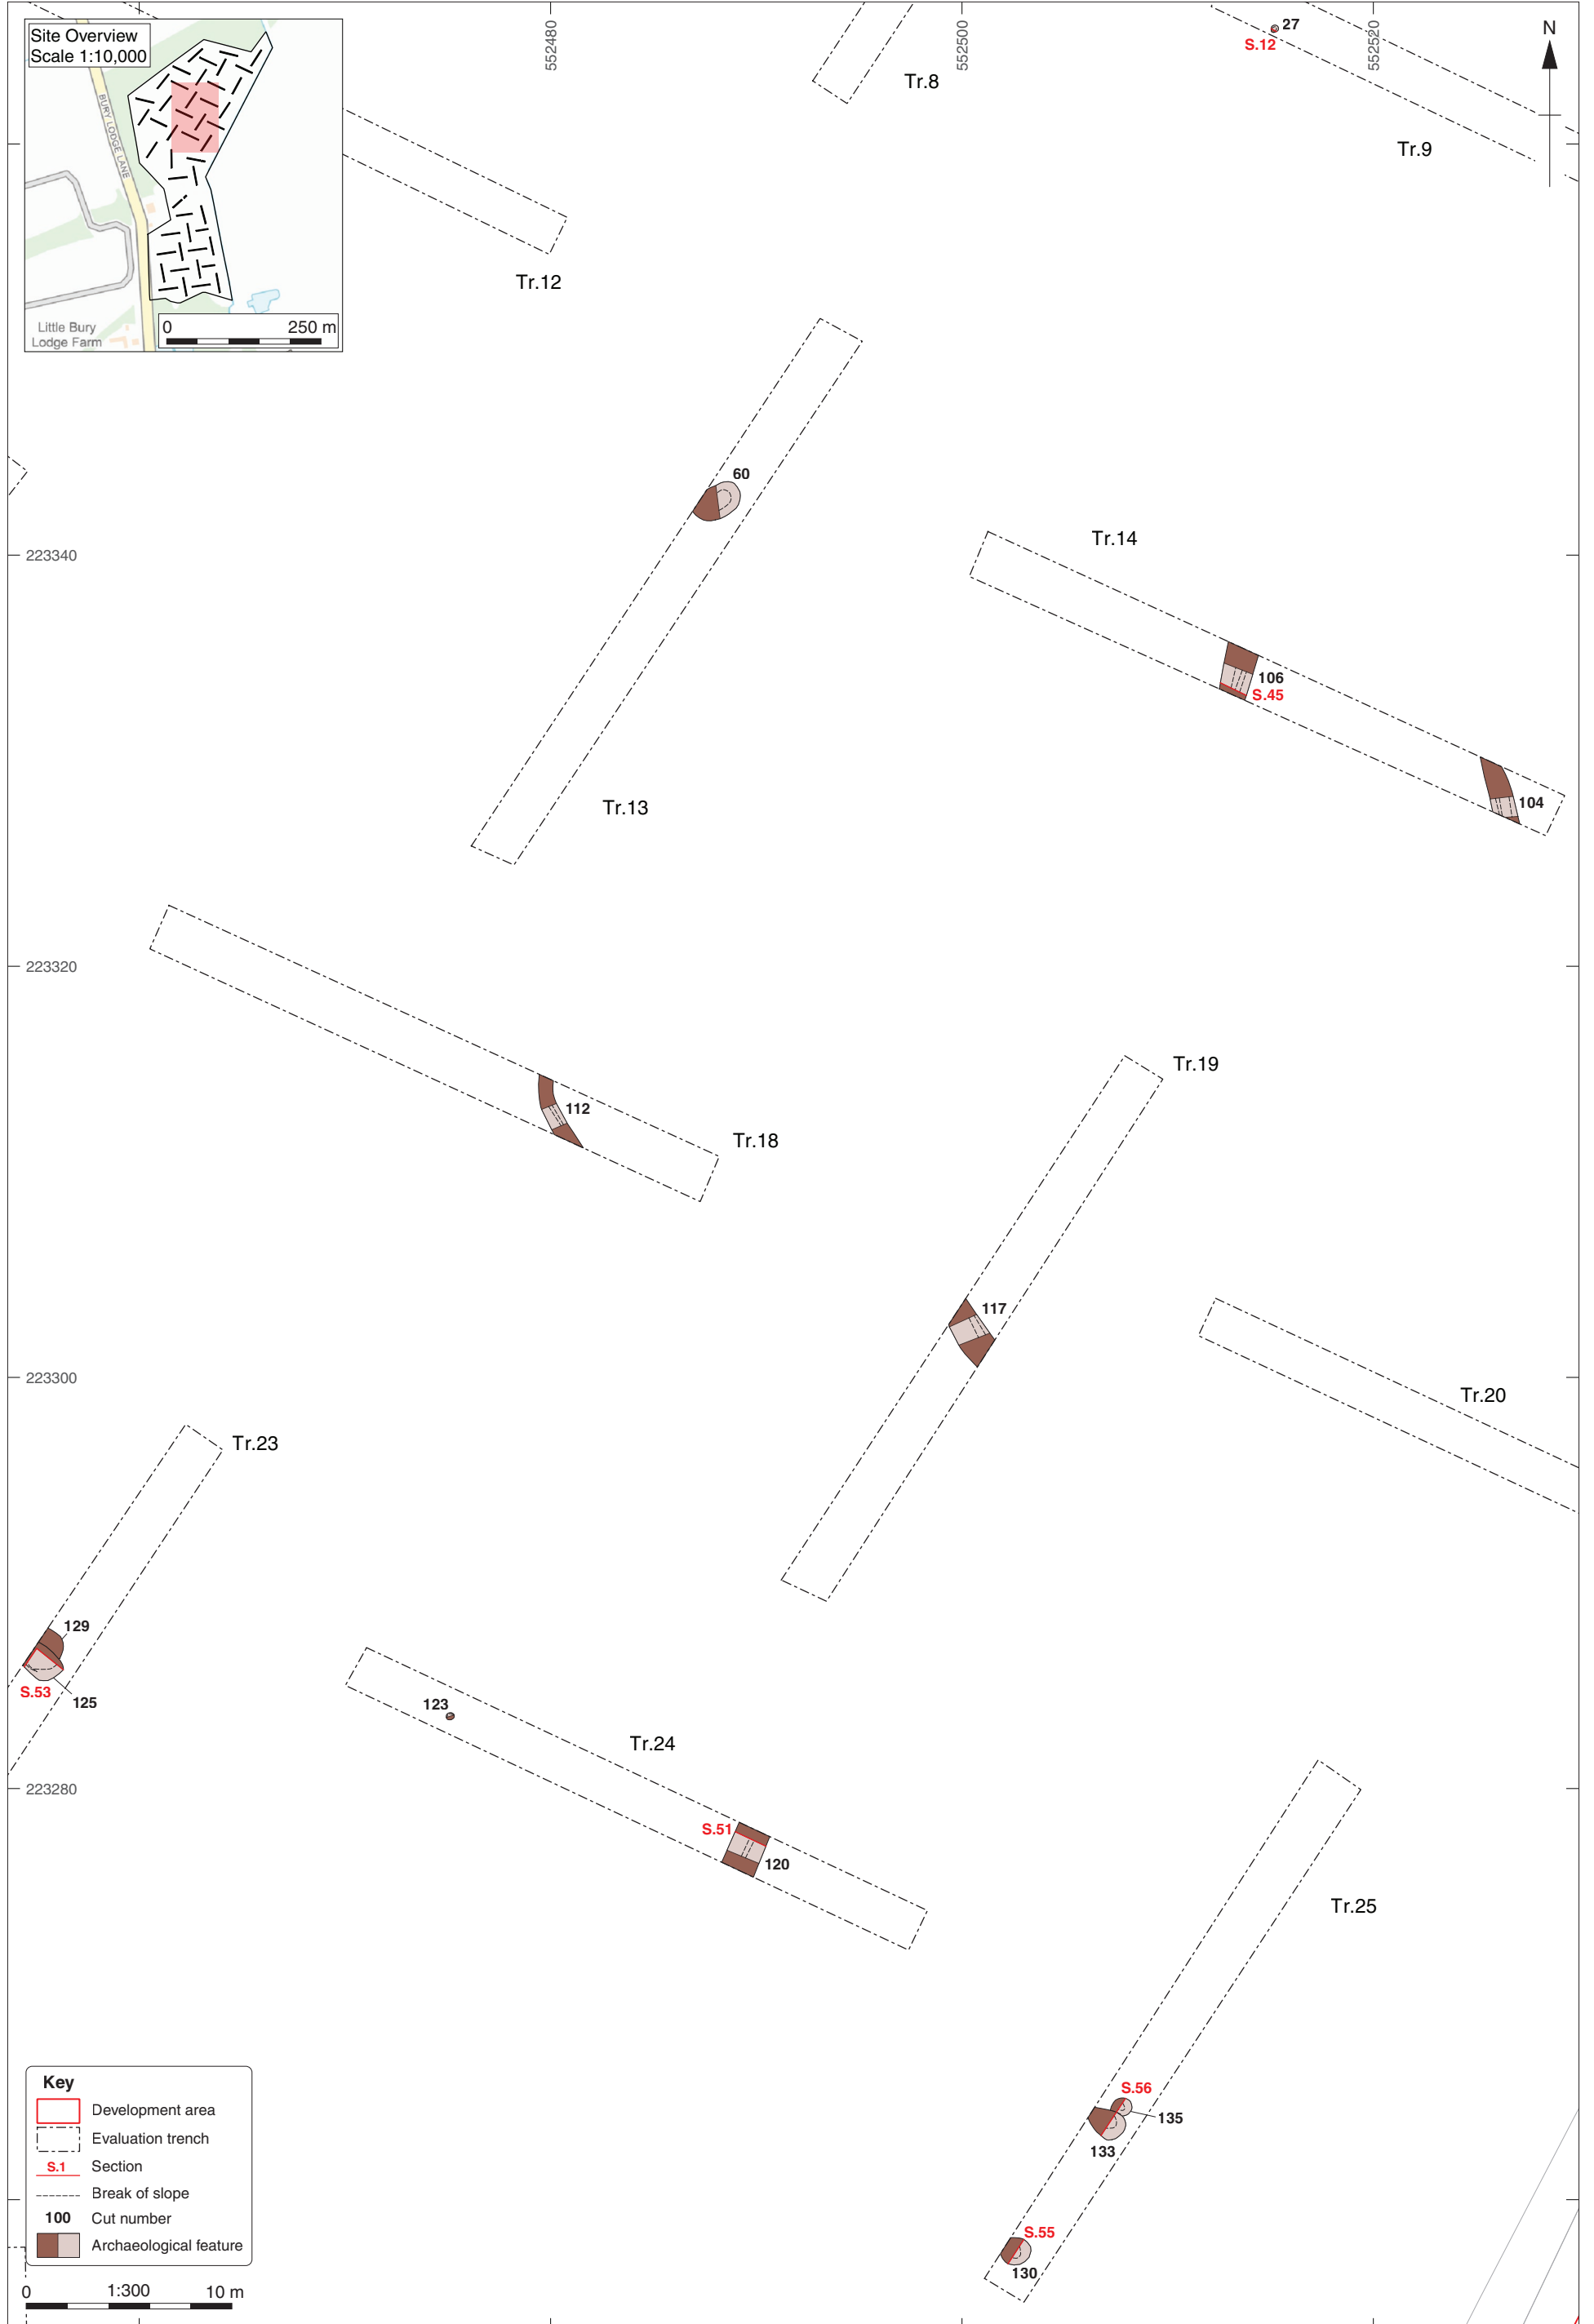 Site Overview
Scale 1:10,000
BURY LODGE LANE
Little Bury
Lodge Farm
0 250 m
552480
552500
552520
N
27
S.12
Tr.8
Tr.9
Tr.12
60
223340
Tr.14
106
S.45
104
Tr.13
223320
Tr.19
112
Tr.18
117
223300
Tr.20
Tr.23
129
S.53
125
123
Tr.24
223280
S.51
120
Tr.25
S.56
135
133
S.55
130
Key
Development area
Evaluation trench
S.1 Section
Break of slope
100 Cut number
Archaeological feature
0 1:300 10 m